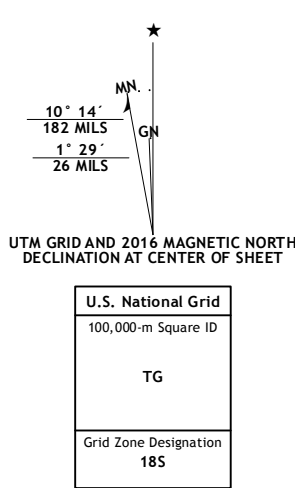 ★
MN
10° 14´
182 MILS
GN
1° 29´
26 MILS
UTM GRID AND 2016 MAGNETIC NORTH
DECLINATION AT CENTER OF SHEET
U.S. National Grid
100,000-m Square ID
TG
Grid Zone Designation
18S